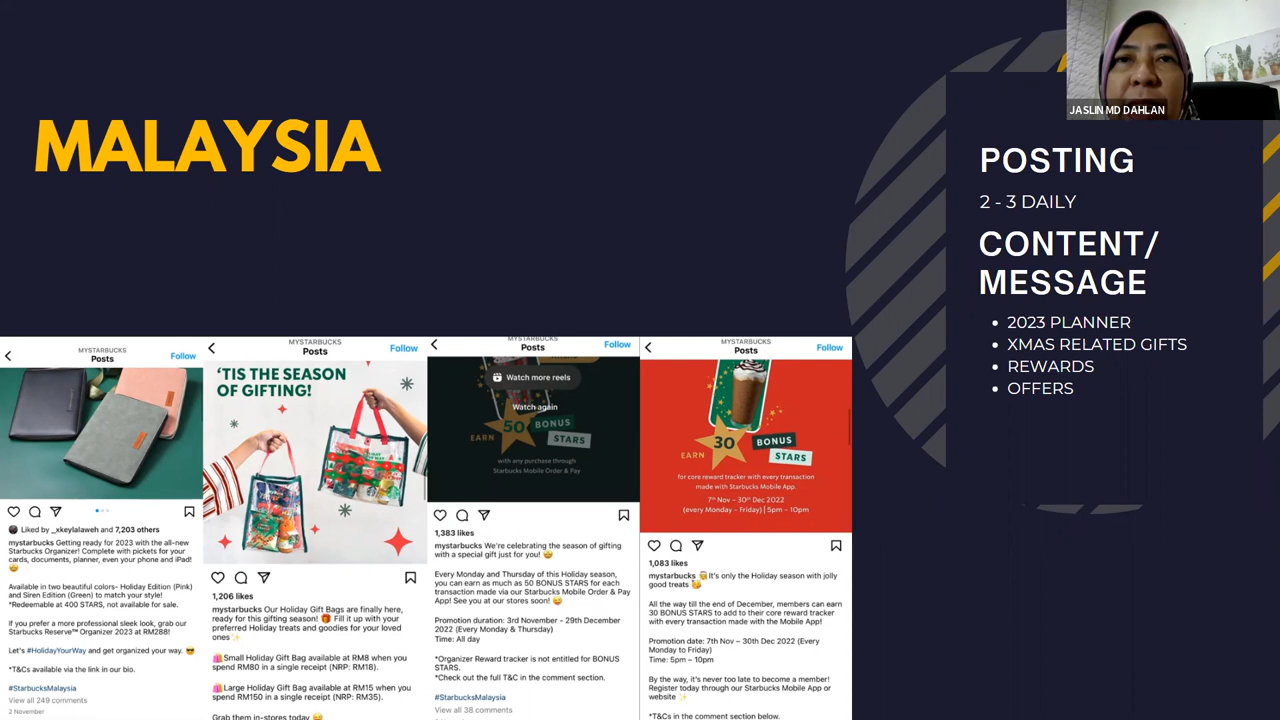 MALAYSIA
JASLIN MD DAHLAN
POSTING
2 - 3 DAILY
CONTENT/
MESSAGE
2023 PLANNER
XMAS RELATED GIFTS
REWARDS
OFFERS
MYSTARBUCKS
Posts
Follow
Liked by _xkeylalaweh and 7,203 others
mystarbucks Getting ready for 2023 with the all-new
Starbucks Organizer! Complete with pickets for your
cards, documents, planner, even your phone and iPad!
😍
Available in two beautiful colors- Holiday Edition (Pink)
and Siren Edition (Green) to match your style!
*Redeemable at 400 STARS, not available for sale.
If you prefer a more professional sleek look, grab our
Starbucks Reserve™ Organizer 2023 at RM288!
Let's #HolidayYourWay and get organized your way. 😎
*T&Cs available via the link in our bio.
#StarbucksMalaysia
View all 249 comments
2 November
MYSTARBUCKS
Posts
Follow
'TIS THE SEASON
OF GIFTING!
1,206 likes
mystarbucks Our Holiday Gift Bags are finally here,
ready for this gifting season! 🎁 Fill it up with your
preferred Holiday treats and goodies for your loved
ones✨
🛍️Small Holiday Gift Bag available at RM8 when you
spend RM80 in a single receipt (NRP: RM18).
🛍️Large Holiday Gift Bag available at RM15 when you
spend RM150 in a single receipt (NRP: RM35).
Grab them in-stores today 😄
MYSTARBUCKS
Posts
Follow
Watch more reels
Watch again
EARN 50 BONUS
STARS
with any purchase through
Starbucks Mobile Order & Pay
1,383 likes
mystarbucks We're celebrating the season of gifting
with a special gift just for you! 🤩
Every Monday and Thursday of this Holiday season,
you can earn as much as 50 BONUS STARS for each
transaction made via our Starbucks Mobile Order & Pay
App! See you at our stores soon! 😋
Promotion duration: 3rd November - 29th December
2022 (Every Monday & Thursday)
Time: All day
*Organizer Reward tracker is not entitled for BONUS
STARS.
*Check out the full T&C in the comment section.
#StarbucksMalaysia
View all 38 comments
MYSTARBUCKS
Posts
Follow
EARN 30 BONUS
STARS
for core reward tracker with every transaction
made with Starbucks Mobile App.
7th Nov – 30th Dec 2022
(every Monday – Friday) | 5pm – 10pm
1,083 likes
mystarbucks It's only the Holiday season with jolly
good treats 🥰
All the way till the end of December, members can earn
30 BONUS STARS to add to their core reward tracker
with every transaction made with the Mobile App!
Promotion date: 7th Nov – 30th Dec 2022 (Every
Monday to Friday)
Time: 5pm – 10pm
By the way, it's never too late to become a member!
Register today through our Starbucks Mobile App or
website ✨
*T&Cs in the comment section below.